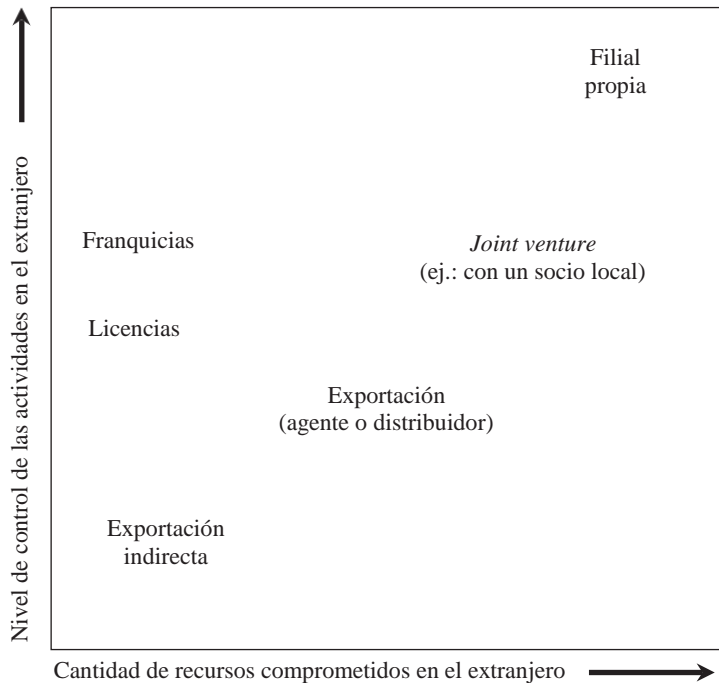 Nivel de control de las actividades en el extranjero
Filial
propia
Franquicias
Joint venture
(ej.: con un socio local)
Licencias
Exportación
(agente o distribuidor)
Exportación
indirecta
Cantidad de recursos comprometidos en el extranjero